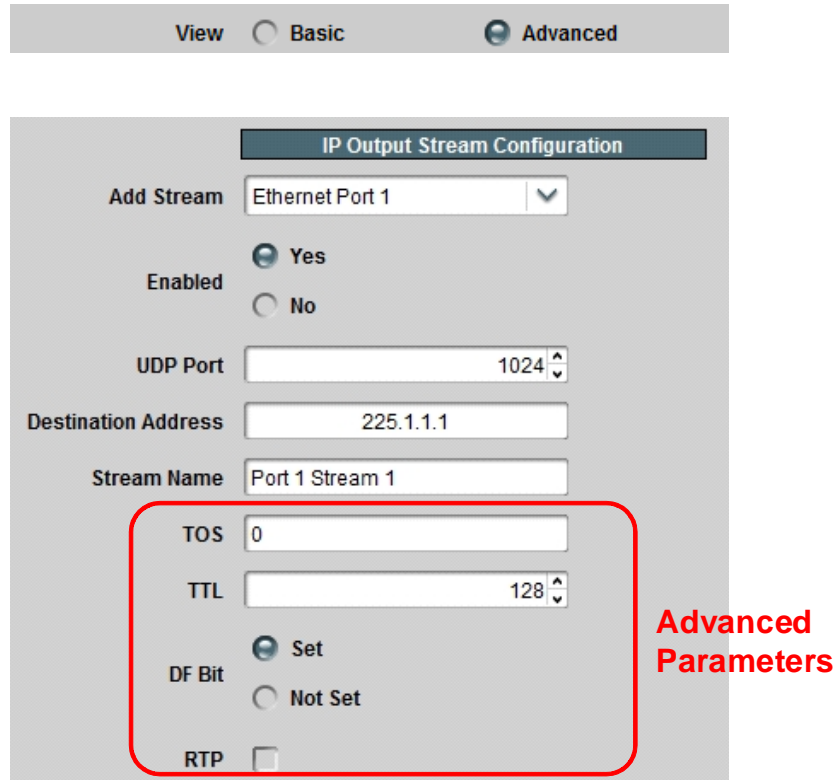 View Basic Advanced
IP Output Stream Configuration
Add Stream Ethernet Port 1
Yes
Enabled
No
UDP Port 1024
Destination Address 225.1.1.1
Stream Name Port 1 Stream 1
TOS 0
TTL 128
Advanced
Parameters
Set
DF Bit
Not Set
RTP